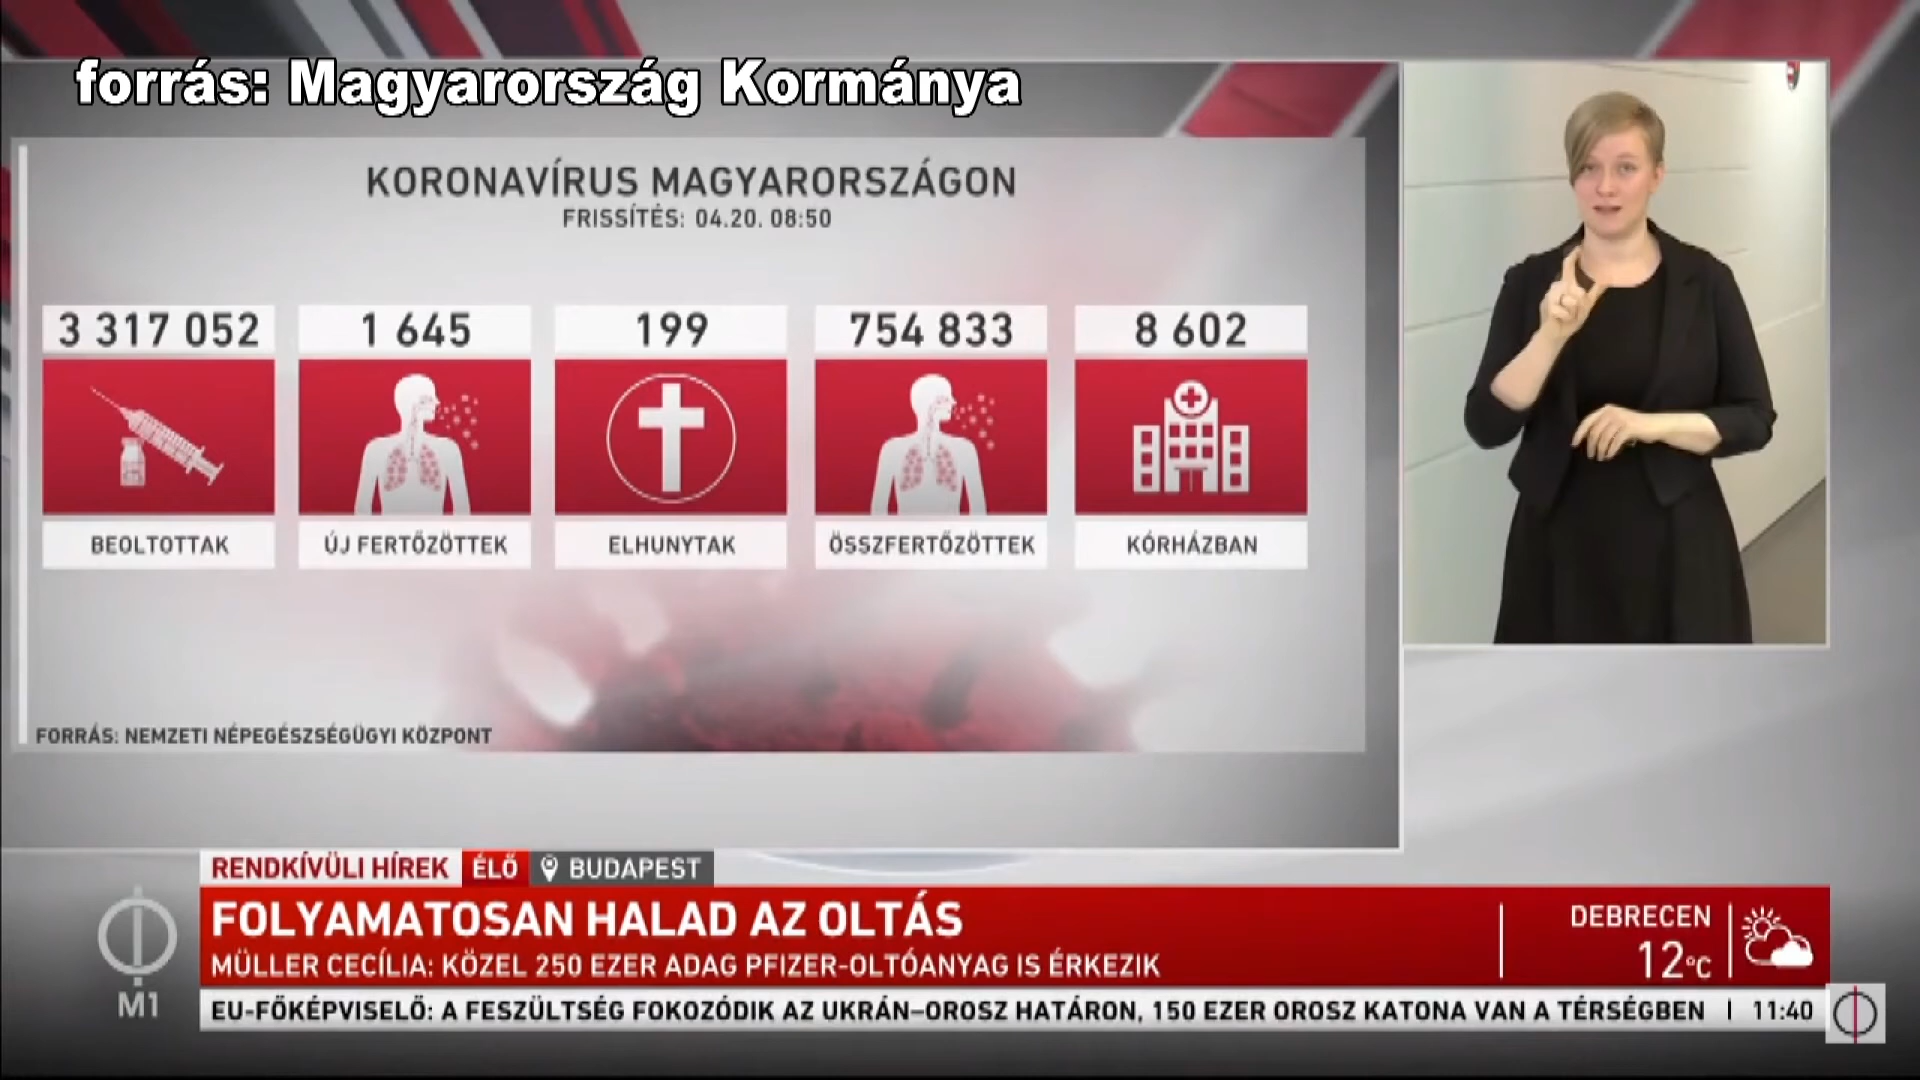 forrás: Magyarország Kormánya
KORONAVÍRUS MAGYARORSZÁGON
FRISSÍTÉS: 04.20. 08:50
3 317 052
1 645
199
754 833
8 602
BEOLTOTTAK
ÚJ FERTŐZÖTTEK
ELHUNYTAK
ÖSSZFERTŐZÖTTEK
KÓRHÁZBAN
FORRÁS: NEMZETI NÉPEGÉSZSÉGÜGYI KÖZPONT
RENDKÍVÜLI HÍREK ÉLŐ BUDAPEST
FOLYAMATOSAN HALAD AZ OLTÁS
MÜLLER CECÍLIA: KÖZEL 250 EZER ADAG PFIZER-OLTÓANYAG IS ÉRKEZIK
DEBRECEN
12°C
M1
EU-FŐKÉPVISELŐ: A FESZÜLTSÉG FOKOZÓDIK AZ UKRÁN–OROSZ HATÁRON, 150 EZER OROSZ KATONA VAN A TÉRSÉGBEN | 11:40